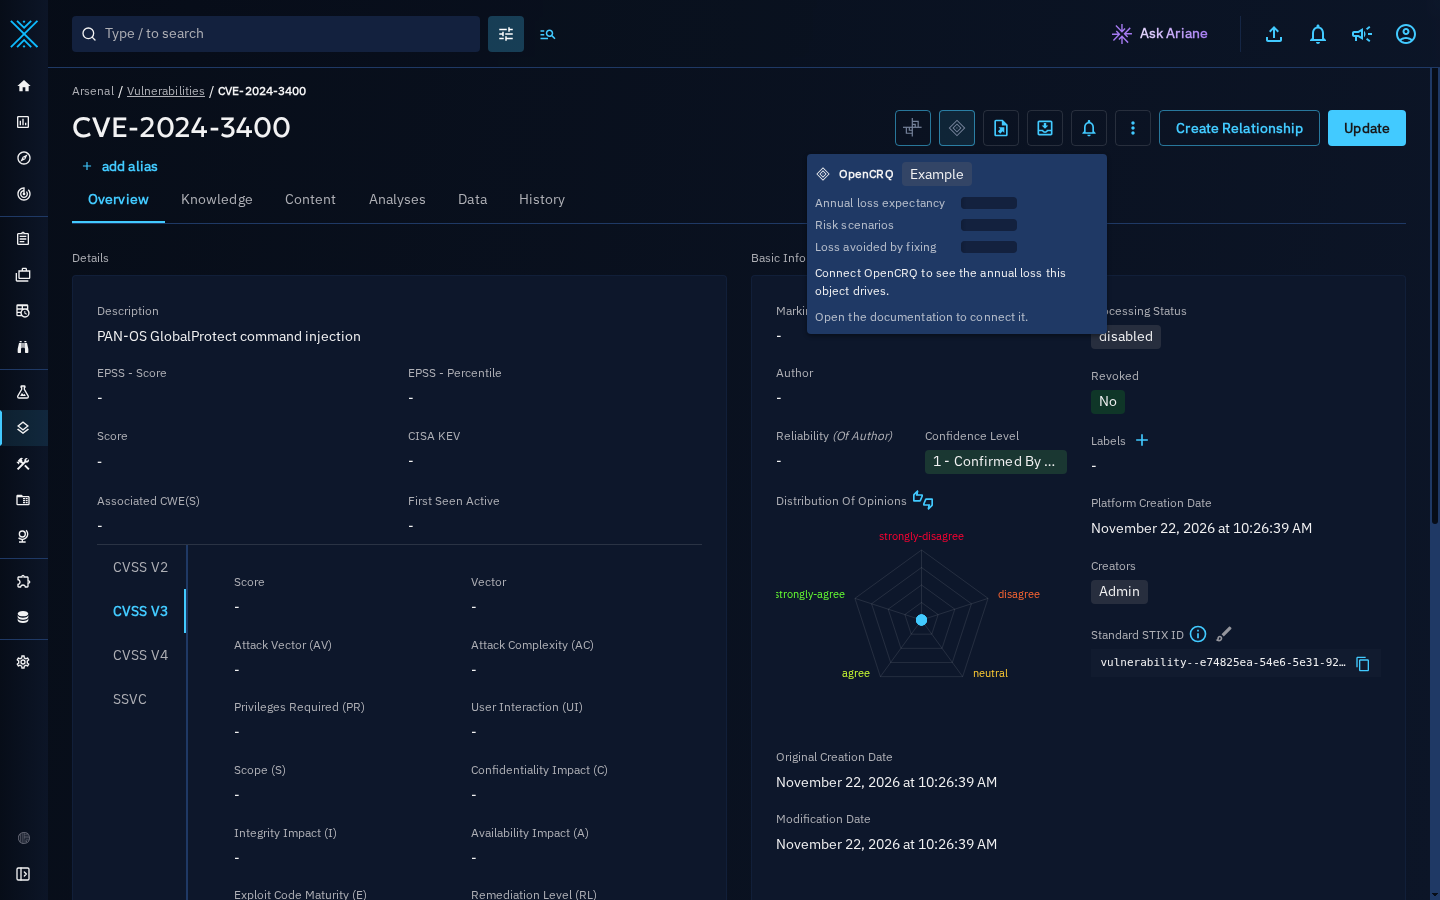 Type / to search
Ask Ariane
Arsenal / Vulnerabilities / CVE-2024-3400
CVE-2024-3400
Create Relationship
Update
+ add alias
Overview
Knowledge
Content
Analyses
Data
History
OpenCRQ
Example
Annual loss expectancy
Risk scenarios
Loss avoided by fixing
Connect OpenCRQ to see the annual loss this
object drives.
Open the documentation to connect it.
Details
Description
PAN-OS GlobalProtect command injection
EPSS - Score
-
EPSS - Percentile
-
Score
-
CISA KEV
-
Associated CWE(S)
-
First Seen Active
-
CVSS V2
CVSS V3
CVSS V4
SSVC
Score
-
Vector
-
Attack Vector (AV)
-
Attack Complexity (AC)
-
Privileges Required (PR)
-
User Interaction (UI)
-
Scope (S)
-
Confidentiality Impact (C)
-
Integrity Impact (I)
-
Availability Impact (A)
-
Exploit Code Maturity (E)
Remediation Level (RL)
Basic Info
Markin
-
ocessing Status
disabled
Author
-
Revoked
No
Reliability (Of Author)
-
Confidence Level
1 - Confirmed By ...
Labels +
-
Distribution Of Opinions
strongly-disagree
strongly-agree
disagree
agree
neutral
Platform Creation Date
November 22, 2026 at 10:26:39 AM
Creators
Admin
Standard STIX ID
vulnerability--e74825ea-54e6-5e31-92…
Original Creation Date
November 22, 2026 at 10:26:39 AM
Modification Date
November 22, 2026 at 10:26:39 AM